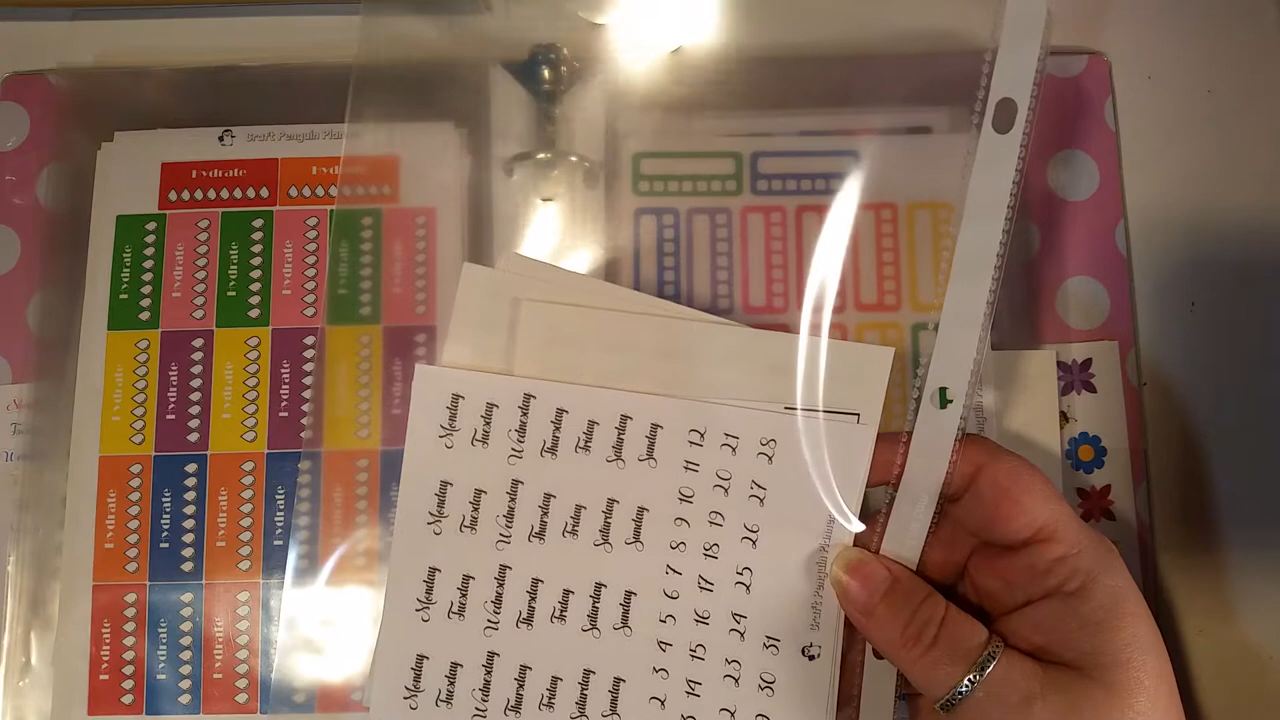 Craft Penguin Plan
Hydrate Hydrate
Hydrate Hydrate Hydrate Hydrate Hydrate Hydrate
Hydrate Hydrate Hydrate Hydrate
Hydrate Hydrate Hydrate Hydrate
Hydrate Hydrate Hydrate
Monday Tuesday Wednesday Thursday Friday Saturday Sunday
Monday Tuesday Wednesday Thursday Friday Saturday Sunday
Monday Tuesday Wednesday Thursday Friday Saturday Sunday
Monday Tuesday Wednesday Thursday Friday Saturday Sunday
2 3 4 5 6 7 8 9 10 11 12
14 15 16 17 18 19 20 21
23 24 25 26 27 28
30 31
Craft Penguin Planner